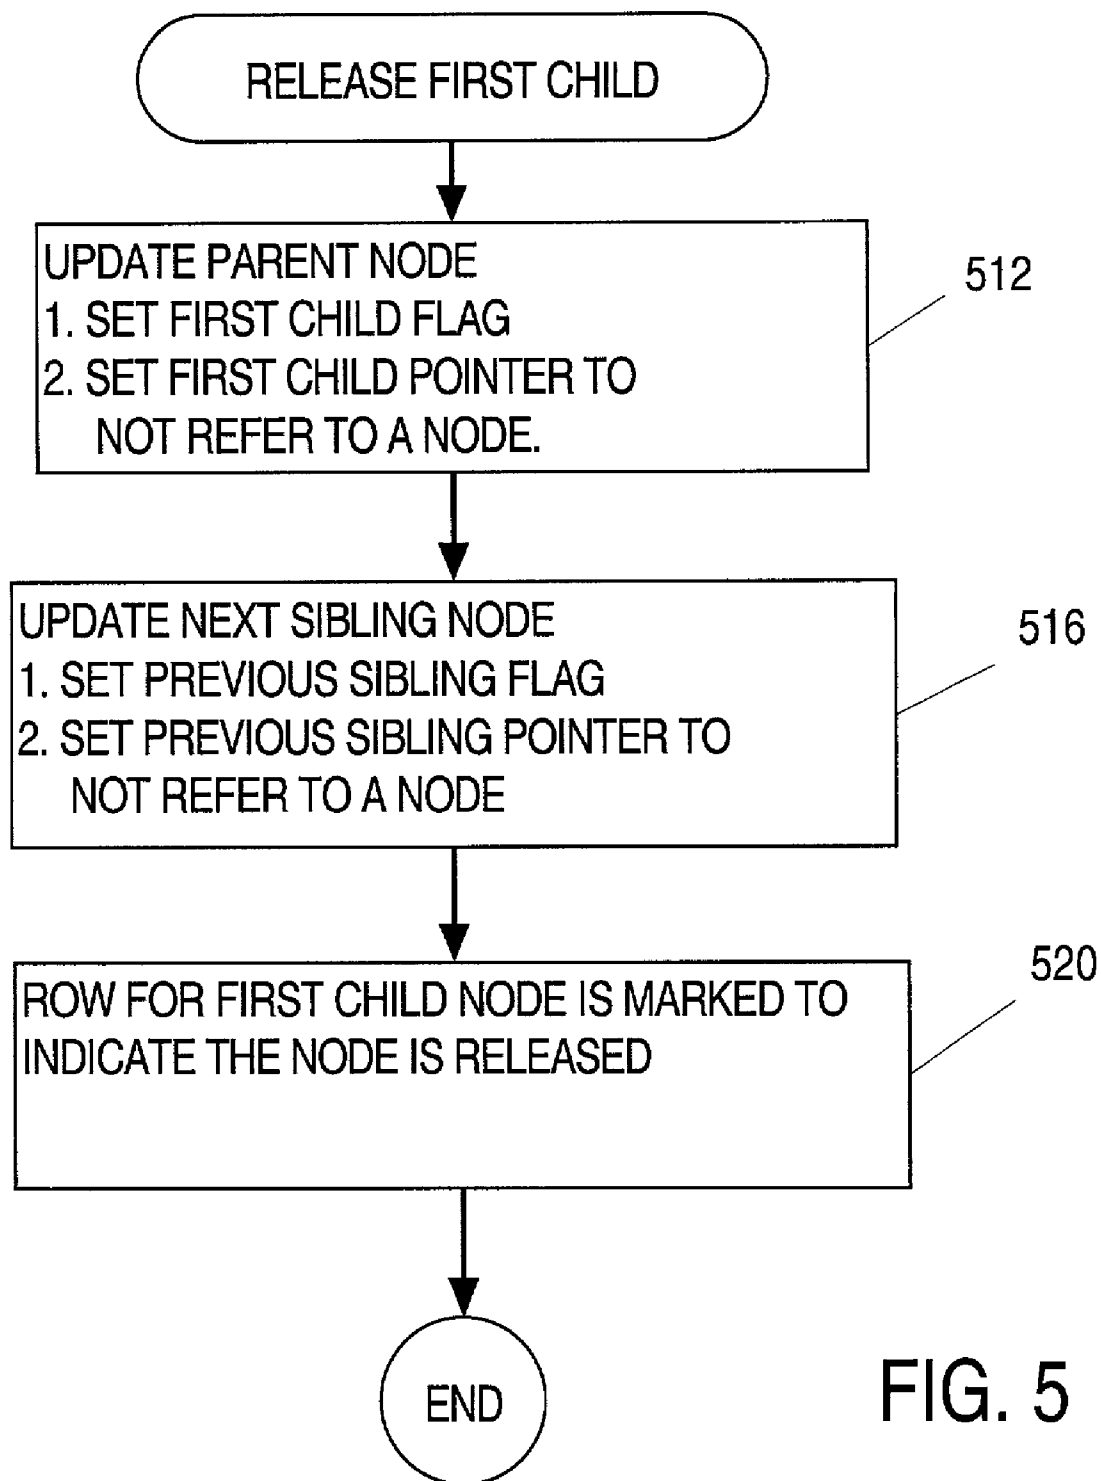 RELEASE FIRST CHILD
UPDATE PARENT NODE
1. SET FIRST CHILD FLAG
2. SET FIRST CHILD POINTER TO
NOT REFER TO A NODE.
512
UPDATE NEXT SIBLING NODE
1. SET PREVIOUS SIBLING FLAG
2. SET PREVIOUS SIBLING POINTER TO
NOT REFER TO A NODE
516
ROW FOR FIRST CHILD NODE IS MARKED TO
INDICATE THE NODE IS RELEASED
520
END
FIG. 5